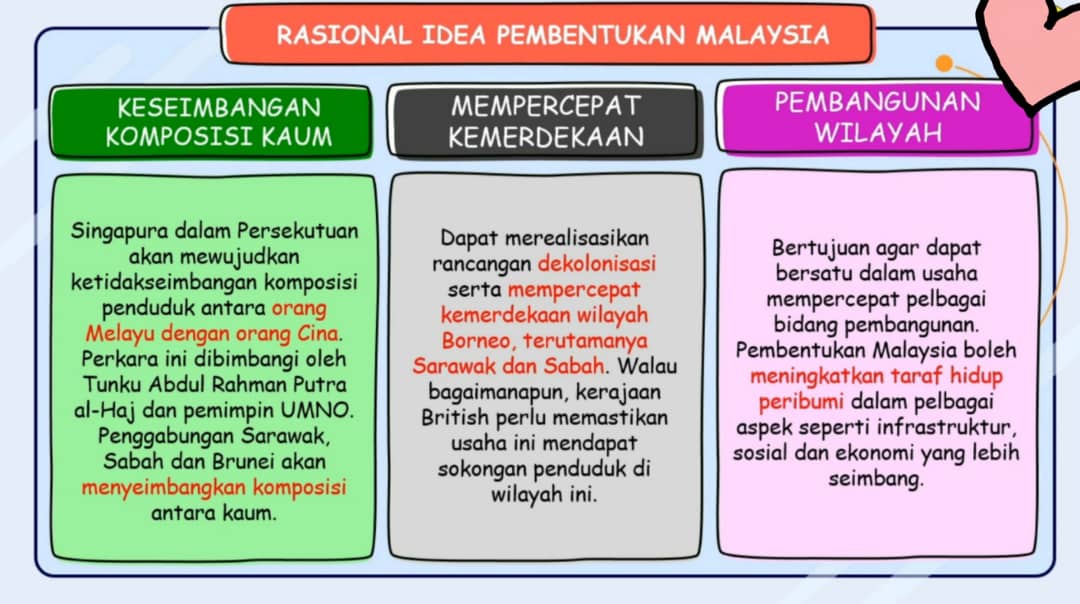 RASIONAL IDEA PEMBENTUKAN MALAYSIA
KESEIMBANGAN
KOMPOSISI KAUM
Singapura dalam Persekutuan
akan mewujudkan
ketidakseimbangan komposisi
penduduk antara orang
Melayu dengan orang Cina.
Perkara ini dibimbangi oleh
Tunku Abdul Rahman Putra
al-Haj dan pemimpin UMNO.
Penggabungan Sarawak,
Sabah dan Brunei akan
menyeimbangkan komposisi
antara kaum.
MEMPERCEPAT
KEMERDEKAAN
Dapat merealisasikan
rancangan dekolonisasi
serta mempercepat
kemerdekaan wilayah
Borneo, terutamanya
Sarawak dan Sabah. Walau
bagaimanapun, kerajaan
British perlu memastikan
usaha ini mendapat
sokongan penduduk di
wilayah ini.
PEMBANGUNAN
WILAYAH
Bertujuan agar dapat
bersatu dalam usaha
mempercepat pelbagai
bidang pembangunan.
Pembentukan Malaysia boleh
meningkatkan taraf hidup
peribumi dalam pelbagai
aspek seperti infrastruktur,
sosial dan ekonomi yang lebih
seimbang.